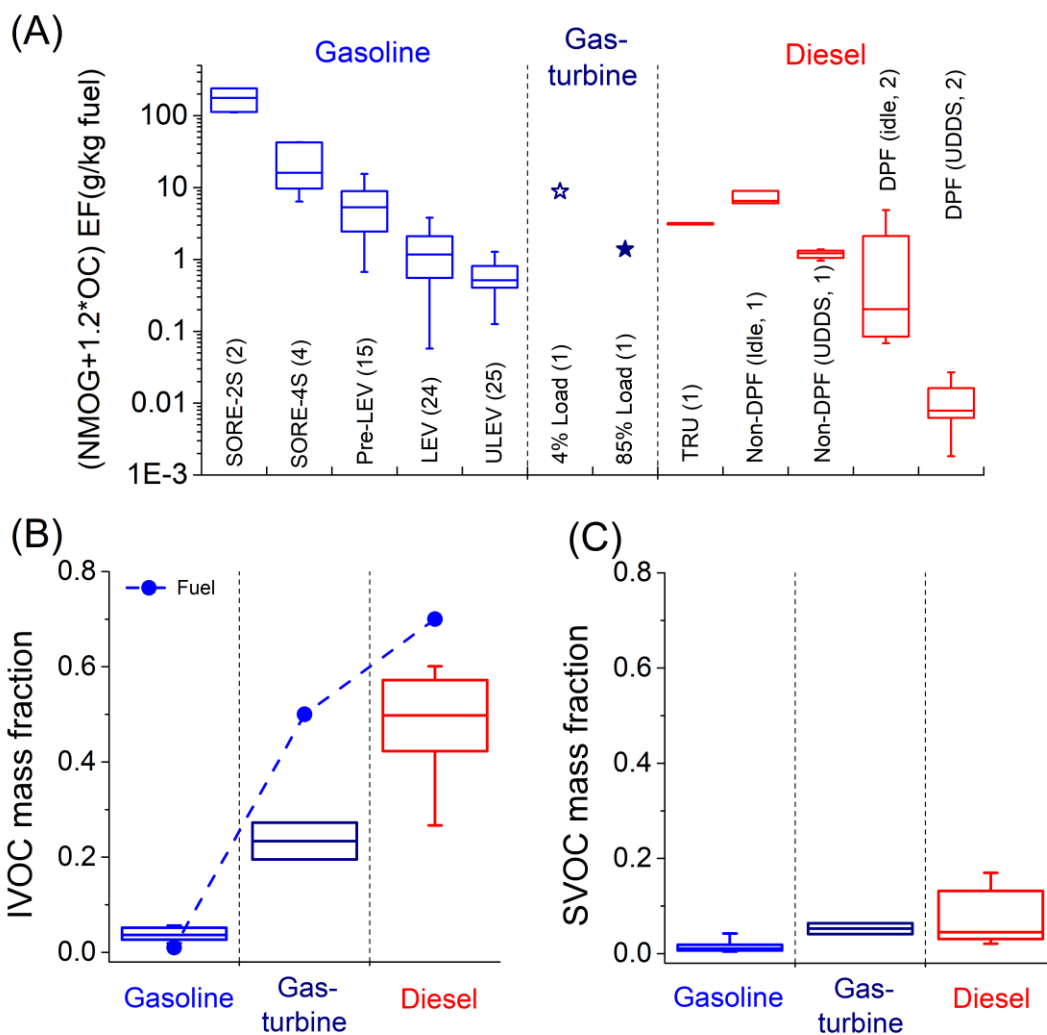 (A)
Gasoline
Gas-
turbine
Diesel
(NMOG+1.2*OC) EF(g/kg fuel)
100
10
1
0.1
0.01
1E-3
SORE-2S (2)
SORE-4S (4)
Pre-LEV (15)
LEV (24)
ULEV (25)
4% Load (1)
85% Load (1)
TRU (1)
Non-DPF (Idle, 1)
Non-DPF (UDDS, 1)
DPF (idle, 2)
DPF (UDDS, 2)
(B)
IVOC mass fraction
0.8
0.6
0.4
0.2
0.0
Fuel
Gasoline
Gas-
turbine
Diesel
(C)
SVOC mass fraction
0.8
0.6
0.4
0.2
0.0
Gasoline
Gas-
turbine
Diesel